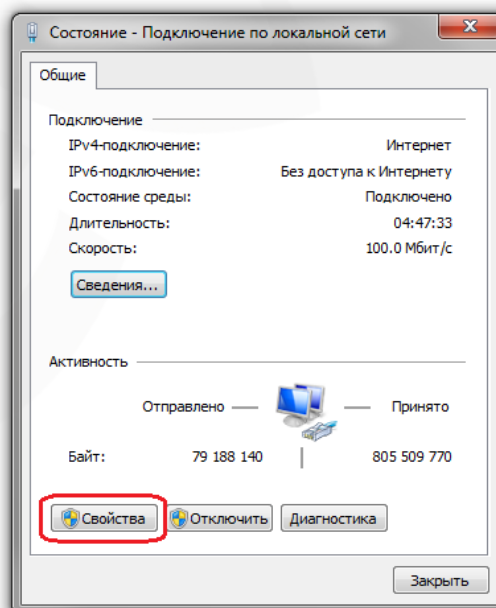 Состояние - Подключение по локальной сети
Общие
Подключение
IPv4-подключение: Интернет
IPv6-подключение: Без доступа к Интернету
Состояние среды: Подключено
Длительность: 04:47:33
Скорость: 100.0 Мбит/с
Сведения...
Активность
Отправлено — — Принято
Байт: 79 188 140 | 805 509 770
Свойства Отключить Диагностика
Закрыть